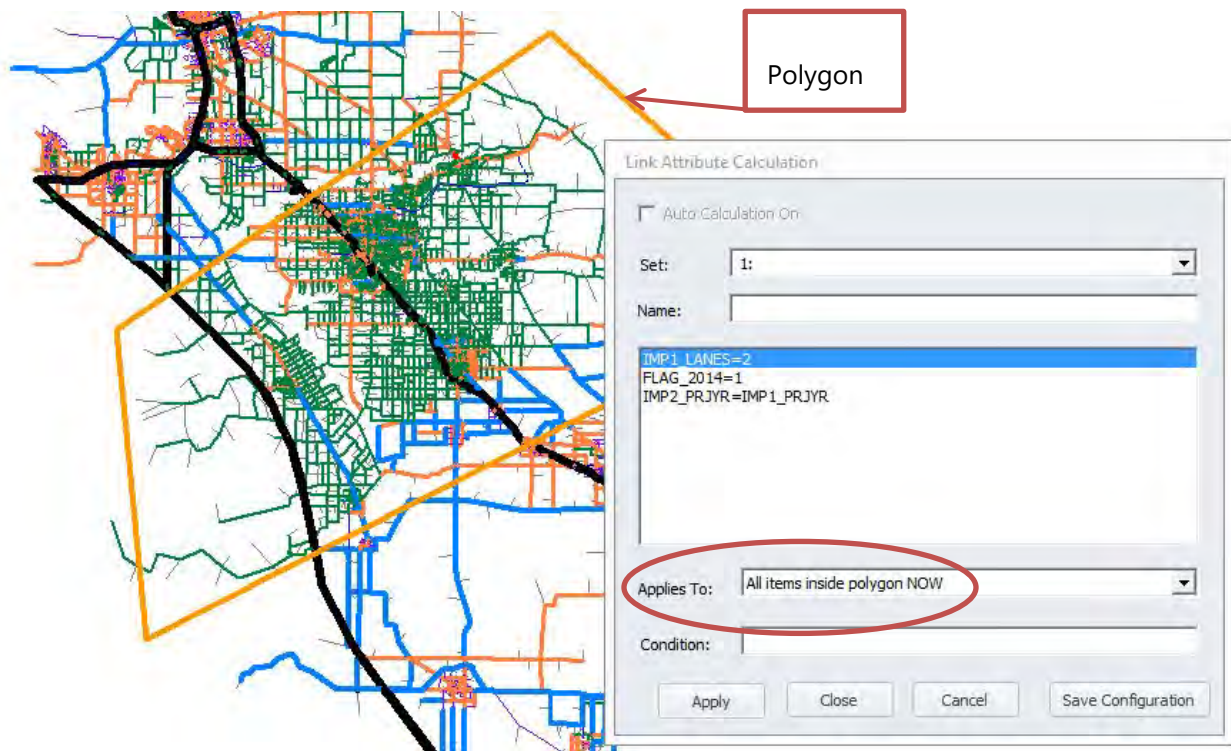 Polygon
Link Attribute Calculation
Auto Calculation On
Set: 1:
Name:
IMP1_LANES=2
FLAG_2014=1
IMP2_PRJYR=IMP1_PRJYR
Applies To: All items inside polygon NOW
Condition:
Apply Close Cancel Save Configuration